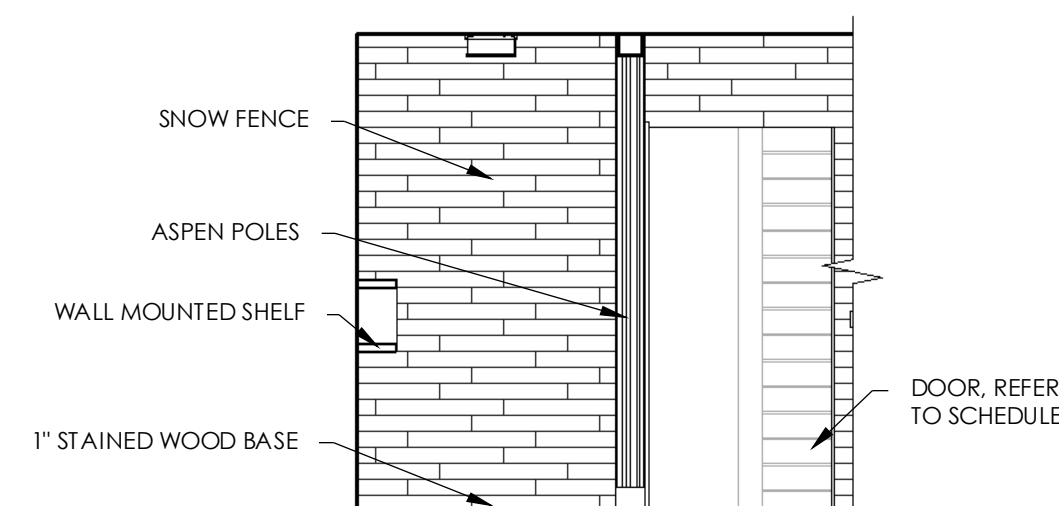 SNOW FENCE
ASPEN POLES
WALL MOUNTED SHELF
1" STAINED WOOD BASE
DOOR, REFER
TO SCHEDULE